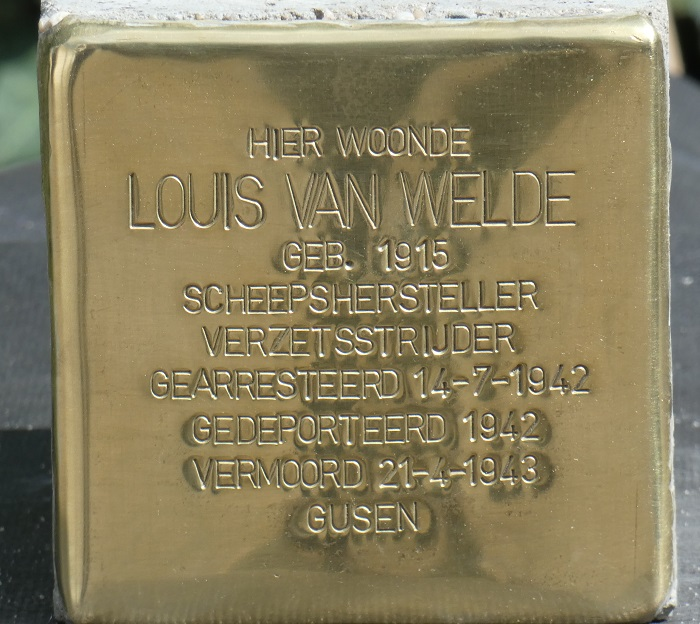 HIER WOONDE
LOUIS VAN WELDE
GEB. 1915
SCHEEPSHERSTELLER
VERZETSSTRIJDER
GEARRESTEERD 14-7-1942
GEDEPORTEERD 1942
VERMOORD 21-4-1943
GUSEN